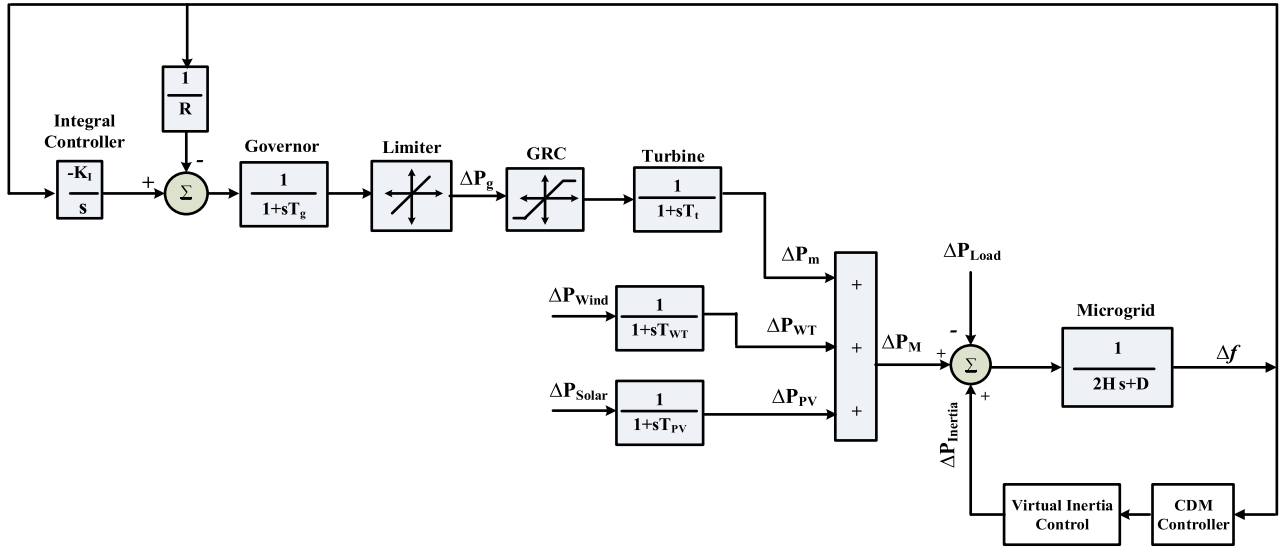 1
R
Integral
Controller
-K_I
s
+
-
Σ
Governor
1
1+sT_g
Limiter
ΔP_g
GRC
Turbine
1
1+sT_t
ΔP_m
ΔP_Wind
1
1+sT_WT
ΔP_WT
ΔP_Solar
1
1+sT_PV
ΔP_PV
+
+
+
ΔP_M
ΔP_Load
-
+
Σ
+
Microgrid
1
2H s+D
Δf
ΔP_Inertia
Virtual Inertia
Control
CDM
Controller